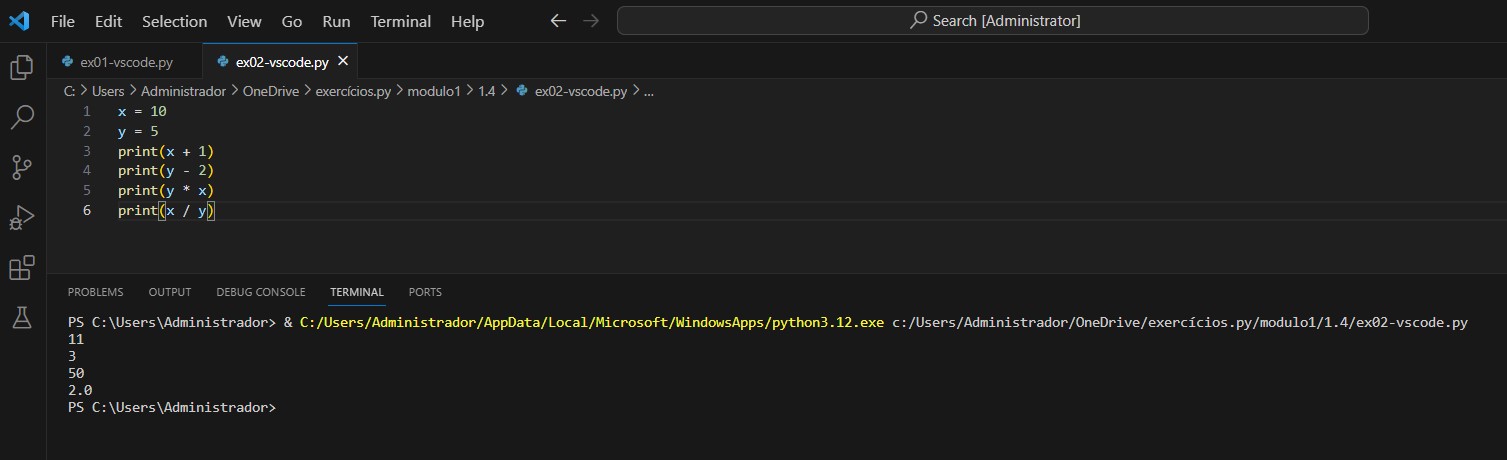 File Edit Selection View Go Run Terminal Help Search [Administrator]
ex01-vscode.py ex02-vscode.py
C: > Users > Administrador > OneDrive > exercícios.py > modulo1 > 1.4 > ex02-vscode.py > ...
1 x = 10
2 y = 5
3 print(x + 1)
4 print(y - 2)
5 print(y * x)
6 print(x / y)
PROBLEMS OUTPUT DEBUG CONSOLE TERMINAL PORTS
PS C:\Users\Administrador> & C:/Users/Administrador/AppData/Local/Microsoft/WindowsApps/python3.12.exe c:/Users/Administrador/OneDrive/exercícios.py/modulo1/1.4/ex02-vscode.py
11
3
50
2.0
PS C:\Users\Administrador>